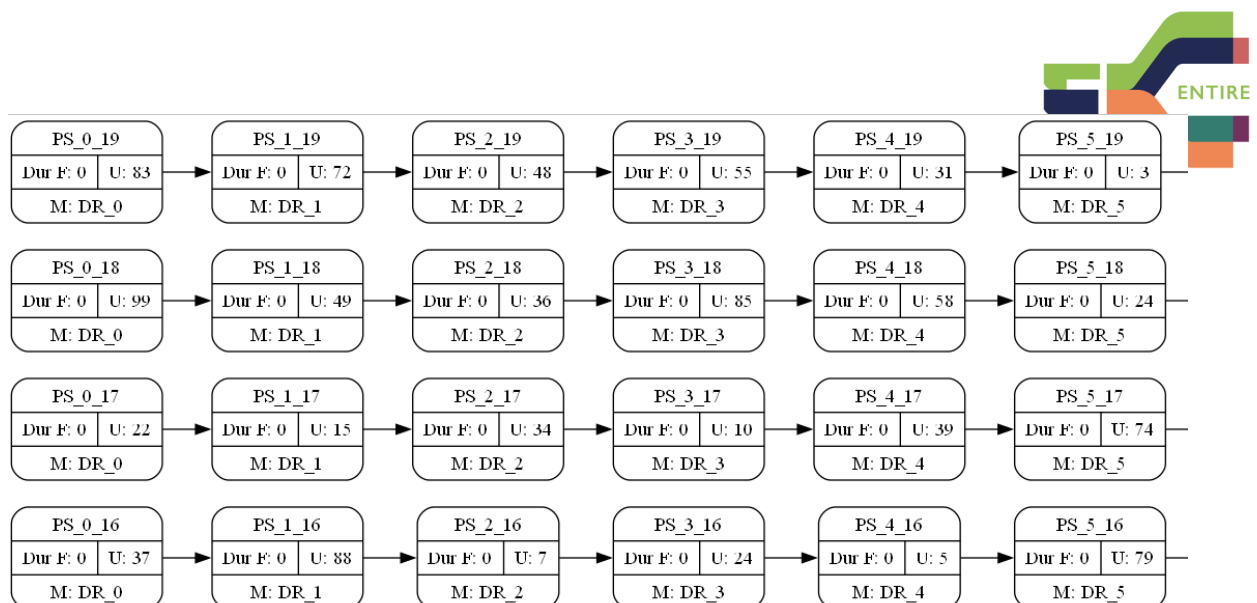 ENTIRE
PS_0_19 PS_1_19 PS_2_19 PS_3_19 PS_4_19 PS_5_19
Dur F: 0 U: 83 Dur F: 0 U: 72 Dur F: 0 U: 48 Dur F: 0 U: 55 Dur F: 0 U: 31 Dur F: 0 U: 3
M: DR_0 M: DR_1 M: DR_2 M: DR_3 M: DR_4 M: DR_5
PS_0_18 PS_1_18 PS_2_18 PS_3_18 PS_4_18 PS_5_18
Dur F: 0 U: 99 Dur F: 0 U: 49 Dur F: 0 U: 36 Dur F: 0 U: 85 Dur F: 0 U: 58 Dur F: 0 U: 24
M: DR_0 M: DR_1 M: DR_2 M: DR_3 M: DR_4 M: DR_5
PS_0_17 PS_1_17 PS_2_17 PS_3_17 PS_4_17 PS_5_17
Dur F: 0 U: 22 Dur F: 0 U: 15 Dur F: 0 U: 34 Dur F: 0 U: 10 Dur F: 0 U: 39 Dur F: 0 U: 74
M: DR_0 M: DR_1 M: DR_2 M: DR_3 M: DR_4 M: DR_5
PS_0_16 PS_1_16 PS_2_16 PS_3_16 PS_4_16 PS_5_16
Dur F: 0 U: 37 Dur F: 0 U: 88 Dur F: 0 U: 7 Dur F: 0 U: 24 Dur F: 0 U: 5 Dur F: 0 U: 79
M: DR_0 M: DR_1 M: DR_2 M: DR_3 M: DR_4 M: DR_5